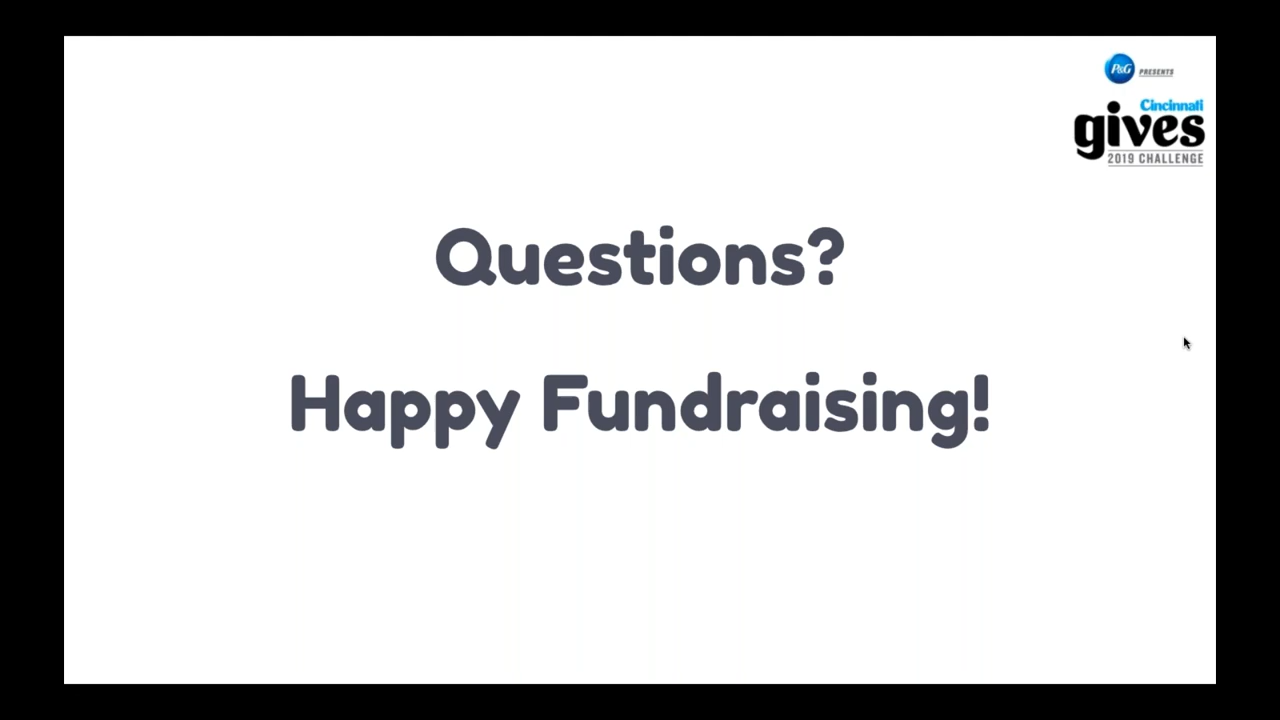 P&G PRESENTS
Cincinnati
gives
2019 CHALLENGE
Questions?
Happy Fundraising!